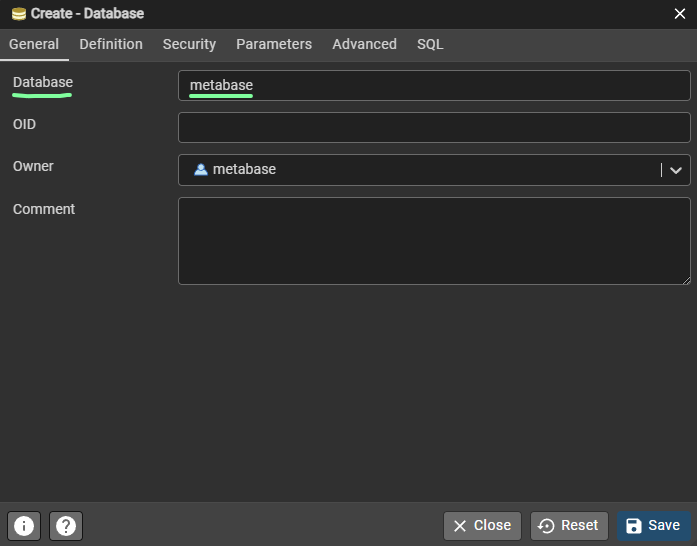 Create - Database
General Definition Security Parameters Advanced SQL
Database metabase
OID
Owner metabase
Comment
Close Reset Save